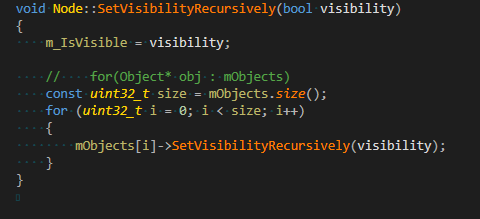 void Node::SetVisibilityRecursively(bool visibility)
{
    m_IsVisible = visibility;

    //    for(Object* obj : mObjects)
    const uint32_t size = mObjects.size();
    for (uint32_t i = 0; i < size; i++)
    {
        mObjects[i]->SetVisibilityRecursively(visibility);
    }
}